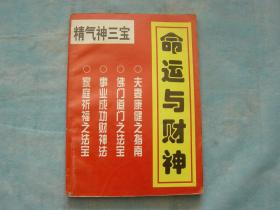 精气神三宝
命运与财神
○夫妻康健之指南
○佛门道门之法宝
○事业成功财神法
○家庭祈福之法宝